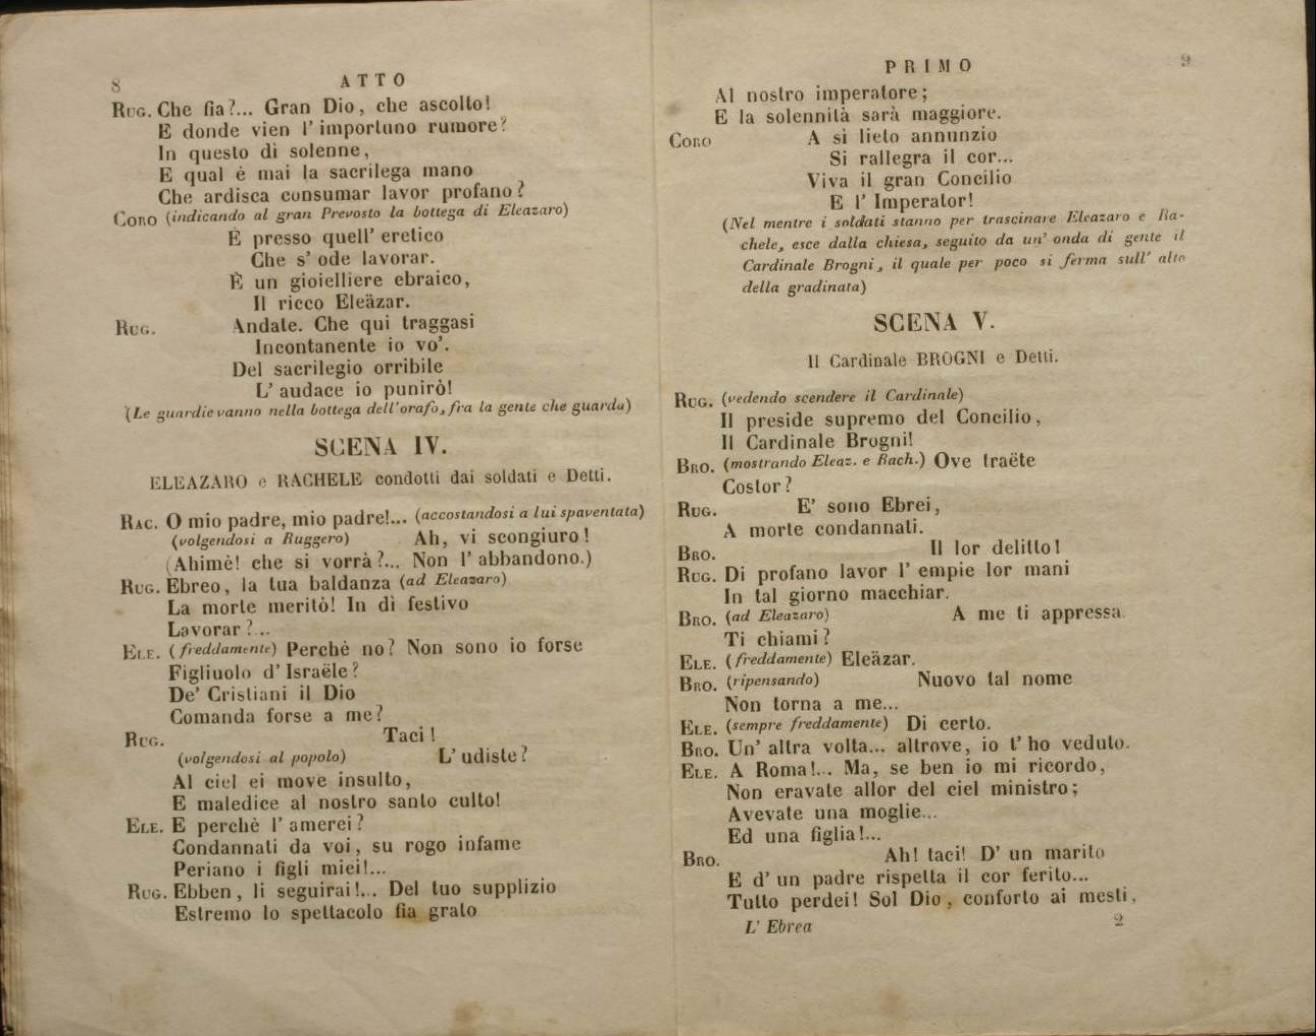 8
ATTO
RUG. Che fia?... Gran Dio, che ascolto!
E donde vien l' importuno rumore?
In questo dì solenne,
E qual è mai la sacrilega mano
Che ardisca consumar lavor profano?
CORO (indicando al gran Prevosto la bottega di Eleazaro)
È presso quell' eretico
Che s' ode lavorar.
È un gioielliere ebraico,
Il ricco Eleäzar.
RUG. Andate. Che qui traggasi
Incontanente io vo'.
Del sacrilegio orribile
L' audace io punirò!
(Le guardie vanno nella bottega dell'orafo, fra la gente che guarda)
SCENA IV.
ELEAZARO e RACHELE condotti dai soldati e Detti.
RAC. O mio padre, mio padre!... (accostandosi a lui spaventata)
(volgendosi a Ruggero) Ah, vi scongiuro!
(Ahimè! che si vorrà?... Non l' abbandono.)
RUG. Ebreo, la tua baldanza (ad Eleazaro)
La morte meritò! In dì festivo
Lavorar?...
ELE. (freddamente) Perchè no? Non sono io forse
Figliuolo d' Israële?
De' Cristiani il Dio
Comanda forse a me?
RUG. Taci!
(volgendosi al popolo) L' udiste?
Al ciel ei move insulto,
E maledice al nostro santo culto!
ELE. E perchè l' amerei?
Condannati da voi, su rogo infame
Periano i figli miei!...
RUG. Ebben, li seguirai!... Del tuo supplizio
Estremo lo spettacolo fia grato
PRIMO
9
Al nostro imperatore;
E la solennità sarà maggiore.
CORO A sì lieto annunzio
Si rallegra il cor...
Viva il gran Concilio
E l' Imperator!
(Nel mentre i soldati stanno per trascinare Eleazaro e Ra-
chele, esce dalla chiesa, seguito da un' onda di gente il
Cardinale Brogni, il quale per poco si ferma sull' alto
della gradinata)
SCENA V.
Il Cardinale BROGNI e Detti.
RUG. (vedendo scendere il Cardinale)
Il preside supremo del Concilio,
Il Cardinale Brogni!
BRO. (mostrando Eleaz. e Rach.) Ove traëte
Costor?
RUG. E' sono Ebrei,
A morte condannati.
BRO. Il lor delitto!
RUG. Di profano lavor l' empie lor mani
In tal giorno macchiar.
BRO. (ad Eleazaro) A me ti appressa.
Ti chiami?
ELE. (freddamente) Eleäzar.
BRO. (ripensando) Nuovo tal nome
Non torna a me...
ELE. (sempre freddamente) Di certo.
BRO. Un' altra volta... altrove, io t' ho veduto.
ELE. A Roma!... Ma, se ben io mi ricordo,
Non eravate allor del ciel ministro;
Avevate una moglie...
Ed una figlia!...
BRO. Ah! taci! D' un marito
E d' un padre rispetta il cor ferito...
Tutto perdei! Sol Dio, conforto ai mesti,
L' Ebrea
2